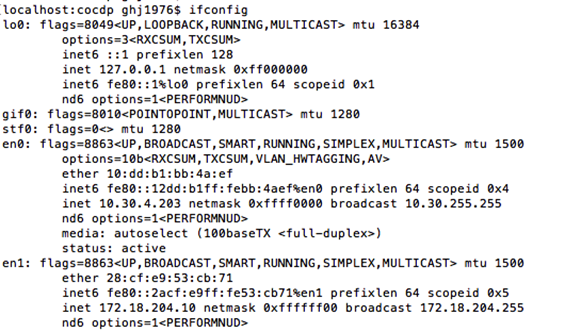 [localhost:cocdp ghj1976$ ifconfig
lo0: flags=8049<UP,LOOPBACK,RUNNING,MULTICAST> mtu 16384
options=3<RXCSUM,TXCSUM>
inet6 ::1 prefixlen 128
inet 127.0.0.1 netmask 0xff000000
inet6 fe80::1%lo0 prefixlen 64 scopeid 0x1
nd6 options=1<PERFORMNUD>
gif0: flags=8010<POINTOPOINT,MULTICAST> mtu 1280
stf0: flags=0<> mtu 1280
en0: flags=8863<UP,BROADCAST,SMART,RUNNING,SIMPLEX,MULTICAST> mtu 1500
options=10b<RXCSUM,TXCSUM,VLAN_HWTAGGING,AV>
ether 10:dd:b1:bb:4a:ef
inet6 fe80::12dd:b1ff:febb:4aef%en0 prefixlen 64 scopeid 0x4
inet 10.30.4.203 netmask 0xffff0000 broadcast 10.30.255.255
nd6 options=1<PERFORMNUD>
media: autoselect (100baseTX <full-duplex>)
status: active
en1: flags=8863<UP,BROADCAST,SMART,RUNNING,SIMPLEX,MULTICAST> mtu 1500
ether 28:cf:e9:53:cb:71
inet6 fe80::2acf:e9ff:fe53:cb71%en1 prefixlen 64 scopeid 0x5
inet 172.18.204.10 netmask 0xffffff00 broadcast 172.18.204.255
nd6 options=1<PERFORMNUD>